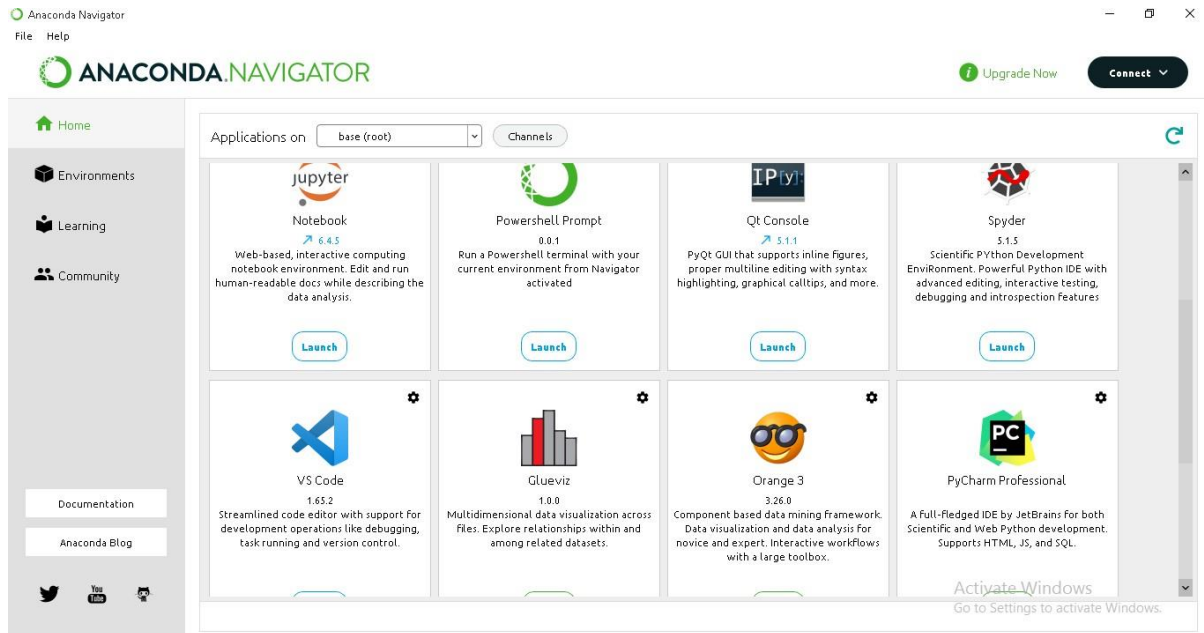 Anaconda Navigator
File Help
ANACONDA.NAVIGATOR
i Upgrade Now
Connect
Home
Environments
Learning
Community
Documentation
Anaconda Blog
You
Tube
Applications on base (root) Channels
jupyter
Notebook
6.4.5
Web-based, interactive computing
notebook environment. Edit and run
human-readable docs while describing the
data analysis.
Launch
Powershell Prompt
0.0.1
Run a Powershell terminal with your
current environment from Navigator
activated
Launch
IP[y]:
Qt Console
5.1.1
PyQt GUI that supports inline figures,
proper multiline editing with syntax
highlighting, graphical calltips, and more.
Launch
Spyder
5.1.5
Scientific PYthon Development
EnviRonment. Powerful Python IDE with
advanced editing, interactive testing,
debugging and introspection features
Launch
VS Code
1.65.2
Streamlined code editor with support for
development operations like debugging,
task running and version control.
Glueviz
1.0.0
Multidimensional data visualization across
files. Explore relationships within and
among related datasets.
Orange 3
3.26.0
Component based data mining framework.
Data visualization and data analysis for
novice and expert. Interactive workflows
with a large toolbox.
PC
PyCharm Professional
A full-fledged IDE by JetBrains for both
Scientific and Web Python development.
Supports HTML, JS, and SQL.
Activate Windows
Go to Settings to activate Windows.